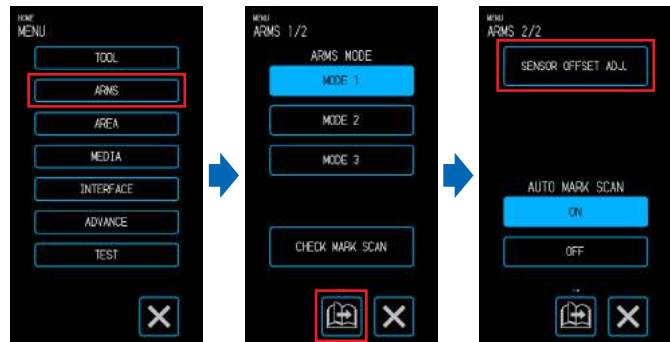 HOME
MENU
TOOL
ARMS
AREA
MEDIA
INTERFACE
ADVANCE
TEST
MENU
ARMS 1/2
ARMS MODE
MODE 1
MODE 2
MODE 3
CHECK MARK SCAN
MENU
ARMS 2/2
SENSOR OFFSET ADJ.
AUTO MARK SCAN
ON
OFF